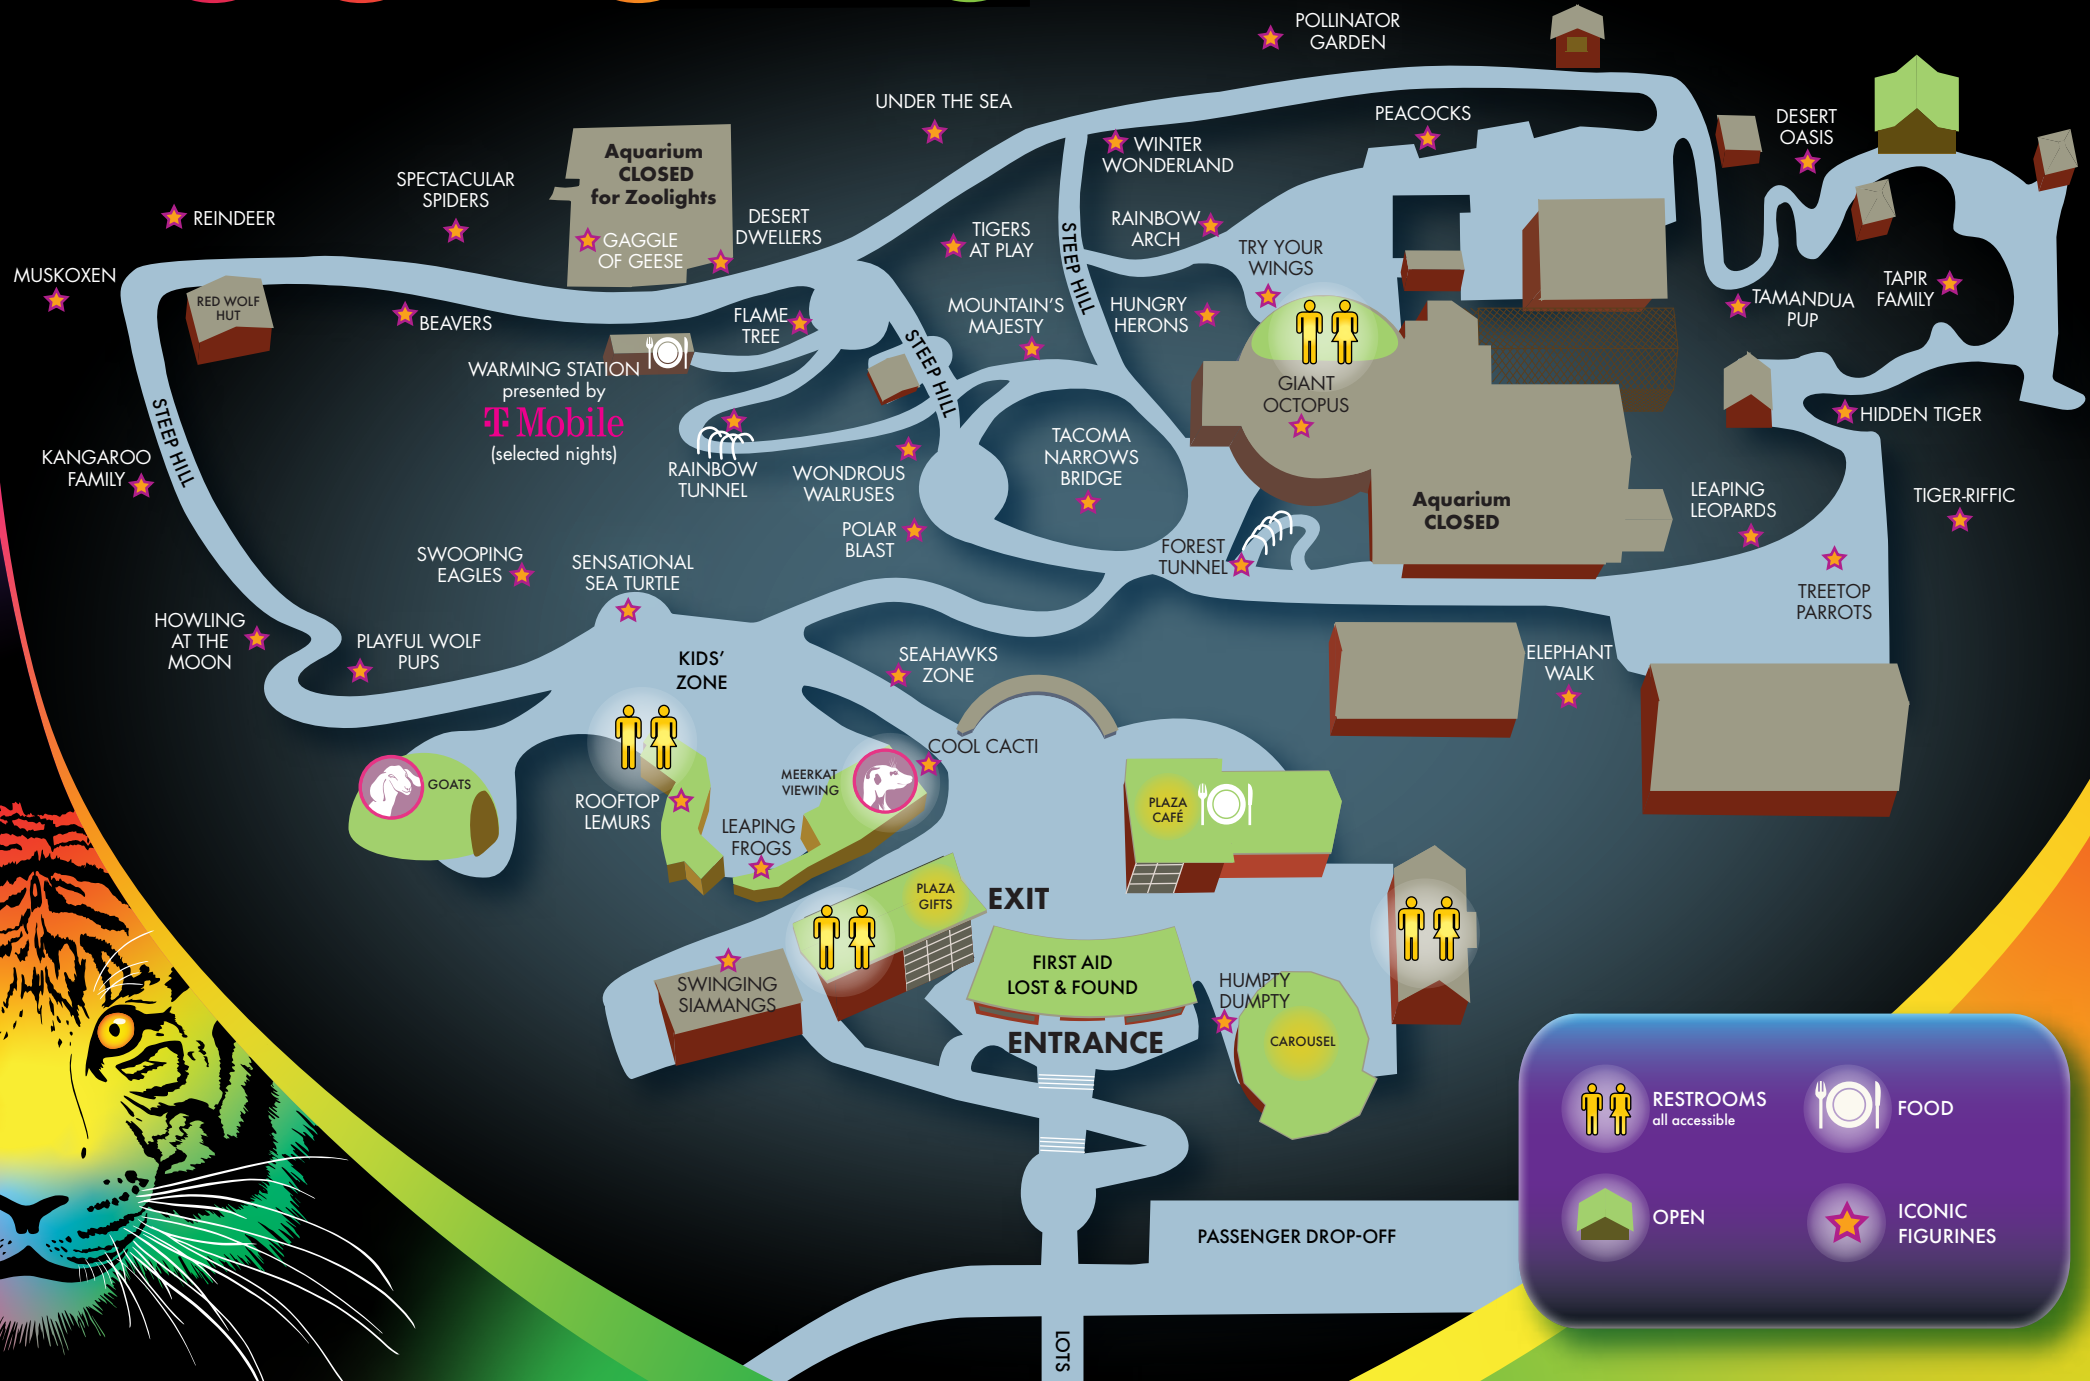 POLLINATOR
GARDEN
UNDER THE SEA
PEACOCKS
DESERT
OASIS
WINTER
WONDERLAND
Aquarium
CLOSED
for Zoolights
SPECTACULAR
SPIDERS
REINDEER
GAGGLE
OF GEESE
DESERT
DWELLERS
TIGERS
AT PLAY
STEEP HILL
RAINBOW
ARCH
TRY YOUR
WINGS
MUSKOXEN
RED WOLF
HUT
BEAVERS
FLAME
TREE
MOUNTAIN'S
MAJESTY
HUNGRY
HERONS
TAMANDUA
PUP
TAPIR
FAMILY
STEEP HILL
WARMING STATION
presented by
T Mobile
(selected nights)
GIANT
OCTOPUS
HIDDEN TIGER
STEEP HILL
KANGAROO
FAMILY
RAINBOW
TUNNEL
WONDROUS
WALRUSES
TACOMA
NARROWS
BRIDGE
Aquarium
CLOSED
LEAPING
LEOPARDS
TIGER-RIFFIC
POLAR
BLAST
FOREST
TUNNEL
SWOOPING
EAGLES
SENSATIONAL
SEA TURTLE
TREETOP
PARROTS
HOWLING
AT THE
MOON
PLAYFUL WOLF
PUPS
KIDS'
ZONE
SEAHAWKS
ZONE
ELEPHANT
WALK
COOL CACTI
GOATS
MEERKAT
VIEWING
ROOFTOP
LEMURS
LEAPING
FROGS
PLAZA
CAFÉ
PLAZA
GIFTS
EXIT
FIRST AID
LOST & FOUND
SWINGING
SIAMANGS
HUMPTY
DUMPTY
ENTRANCE
CAROUSEL
RESTROOMS
all accessible
FOOD
OPEN
ICONIC
FIGURINES
PASSENGER DROP-OFF
LOTS